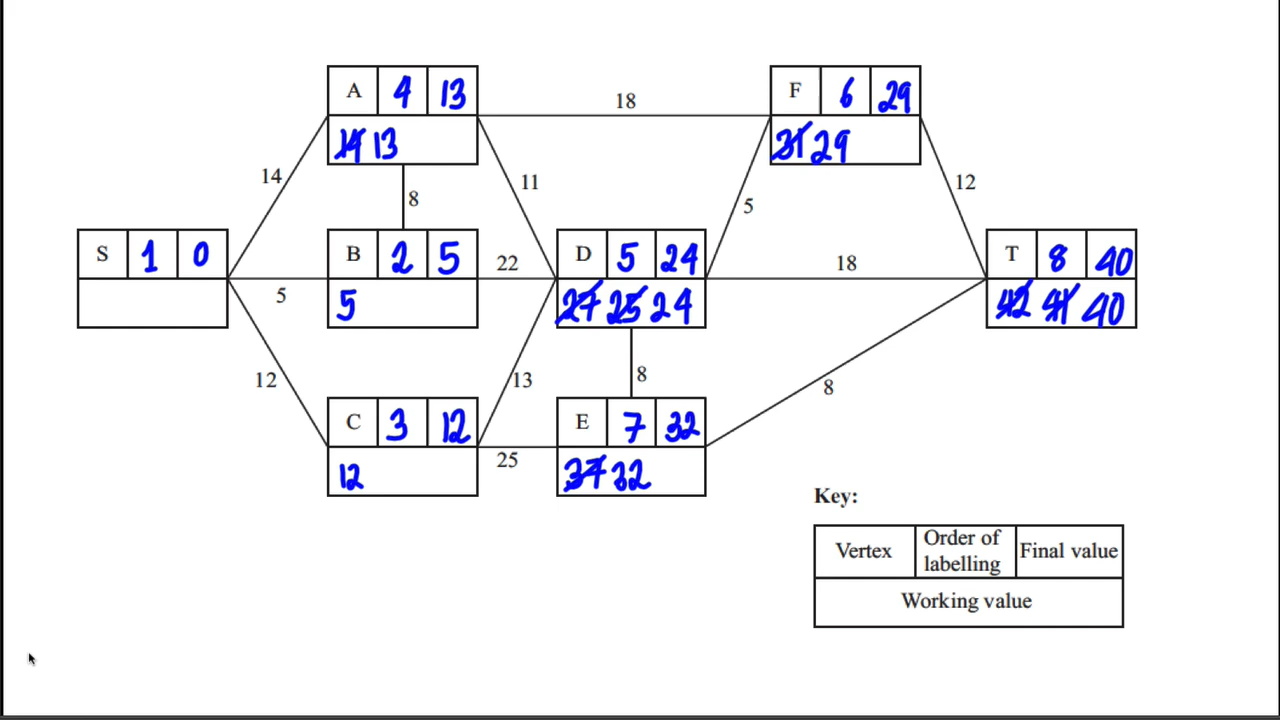 A 4 13
14 13
F 6 29
31 29
18
14
8
11
5
12
S 1 0
B 2 5
5
22
D 5 24
27 25 24
18
T 8 40
42 41 40
5
12
13
8
8
C 3 12
12
25
E 7 32
37 32
Key:
Vertex Order of labelling Final value
Working value